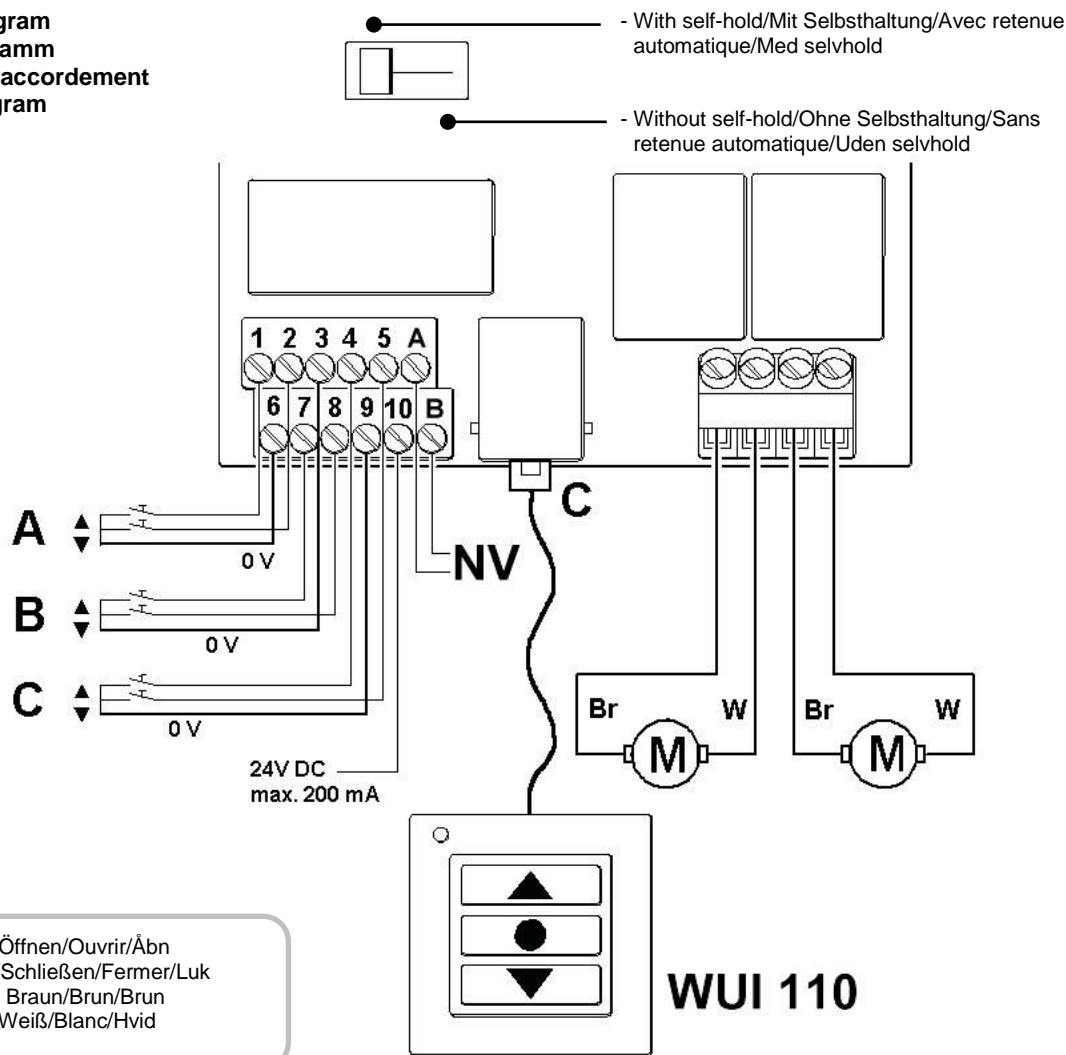 gram
amm
accordement
gram
- With self-hold/Mit Selbsthaltung/Avec retenue
automatique/Med selvhold
- Without self-hold/Ohne Selbsthaltung/Sans
retenue automatique/Uden selvhold
1 2 3 4 5 A
6 7 8 9 10 B
C
A
0 V
NV
B
0 V
C
0 V
24V DC
max. 200 mA
Br W Br W
M M
WUI 110
Öffnen/Ouvrir/Åbn
/Schließen/Fermer/Luk
Braun/Brun/Brun
Weiß/Blanc/Hvid